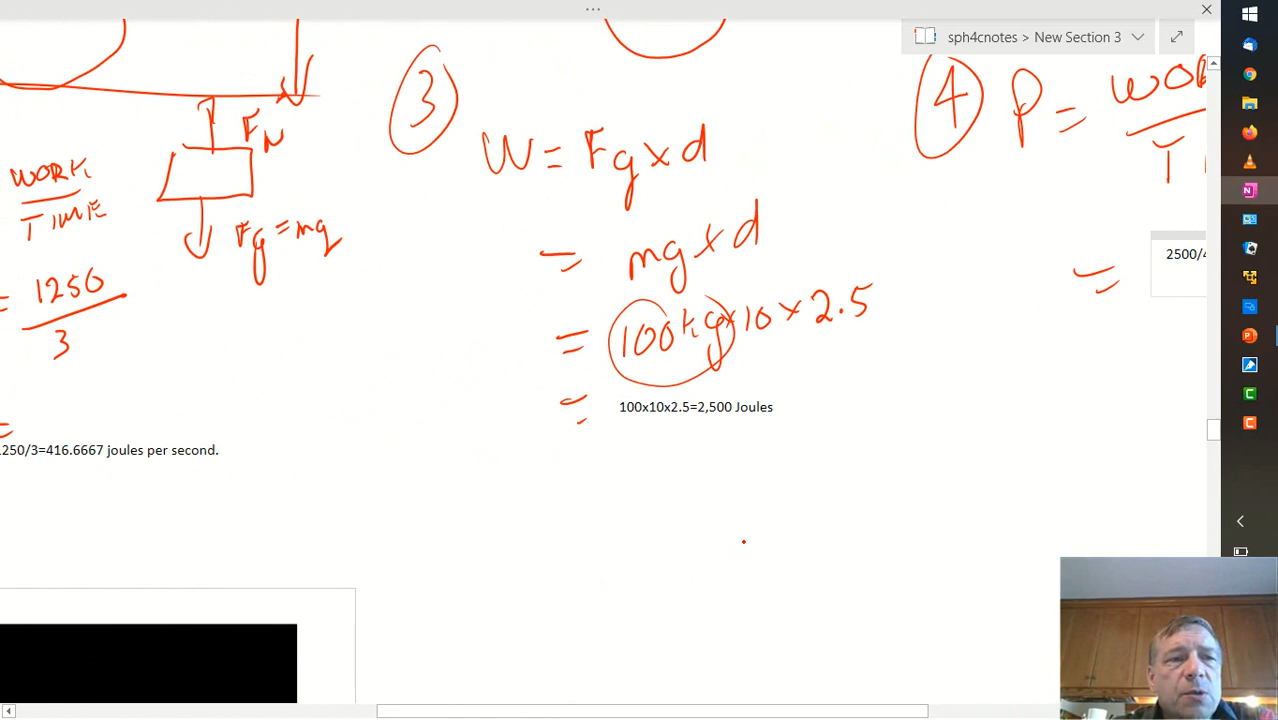 ...
sph4cnotes > New Section 3
WORK
TIME
FN
Fg = mg
= 1250
3
=
1250/3=416.6667 joules per second.
3
W = Fg x d
= mg x d
= 100kg x 10 x 2.5
=
100x10x2.5=2,500 Joules
4
P =
T
=
2500/4